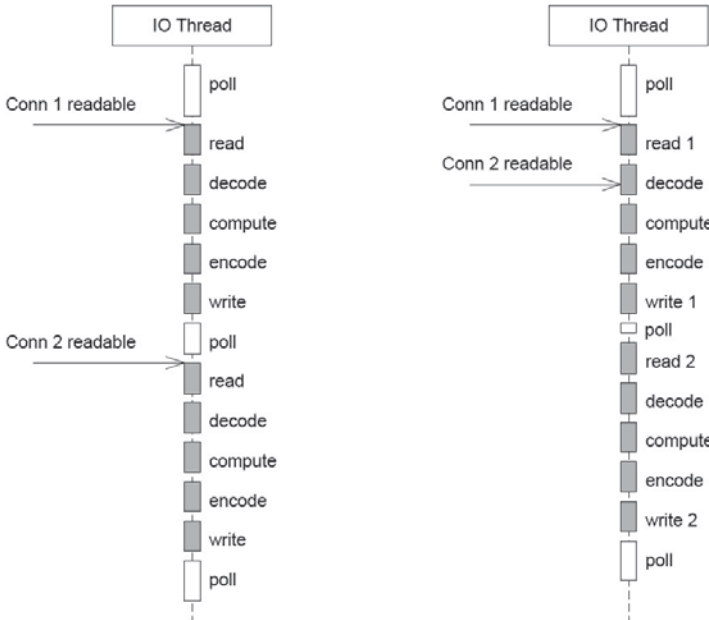 IO Thread
poll
Conn 1 readable
read
decode
compute
encode
write
poll
Conn 2 readable
read
decode
compute
encode
write
poll
IO Thread
poll
Conn 1 readable
read 1
Conn 2 readable
decode
compute
encode
write 1
poll
read 2
decode
compute
encode
write 2
poll